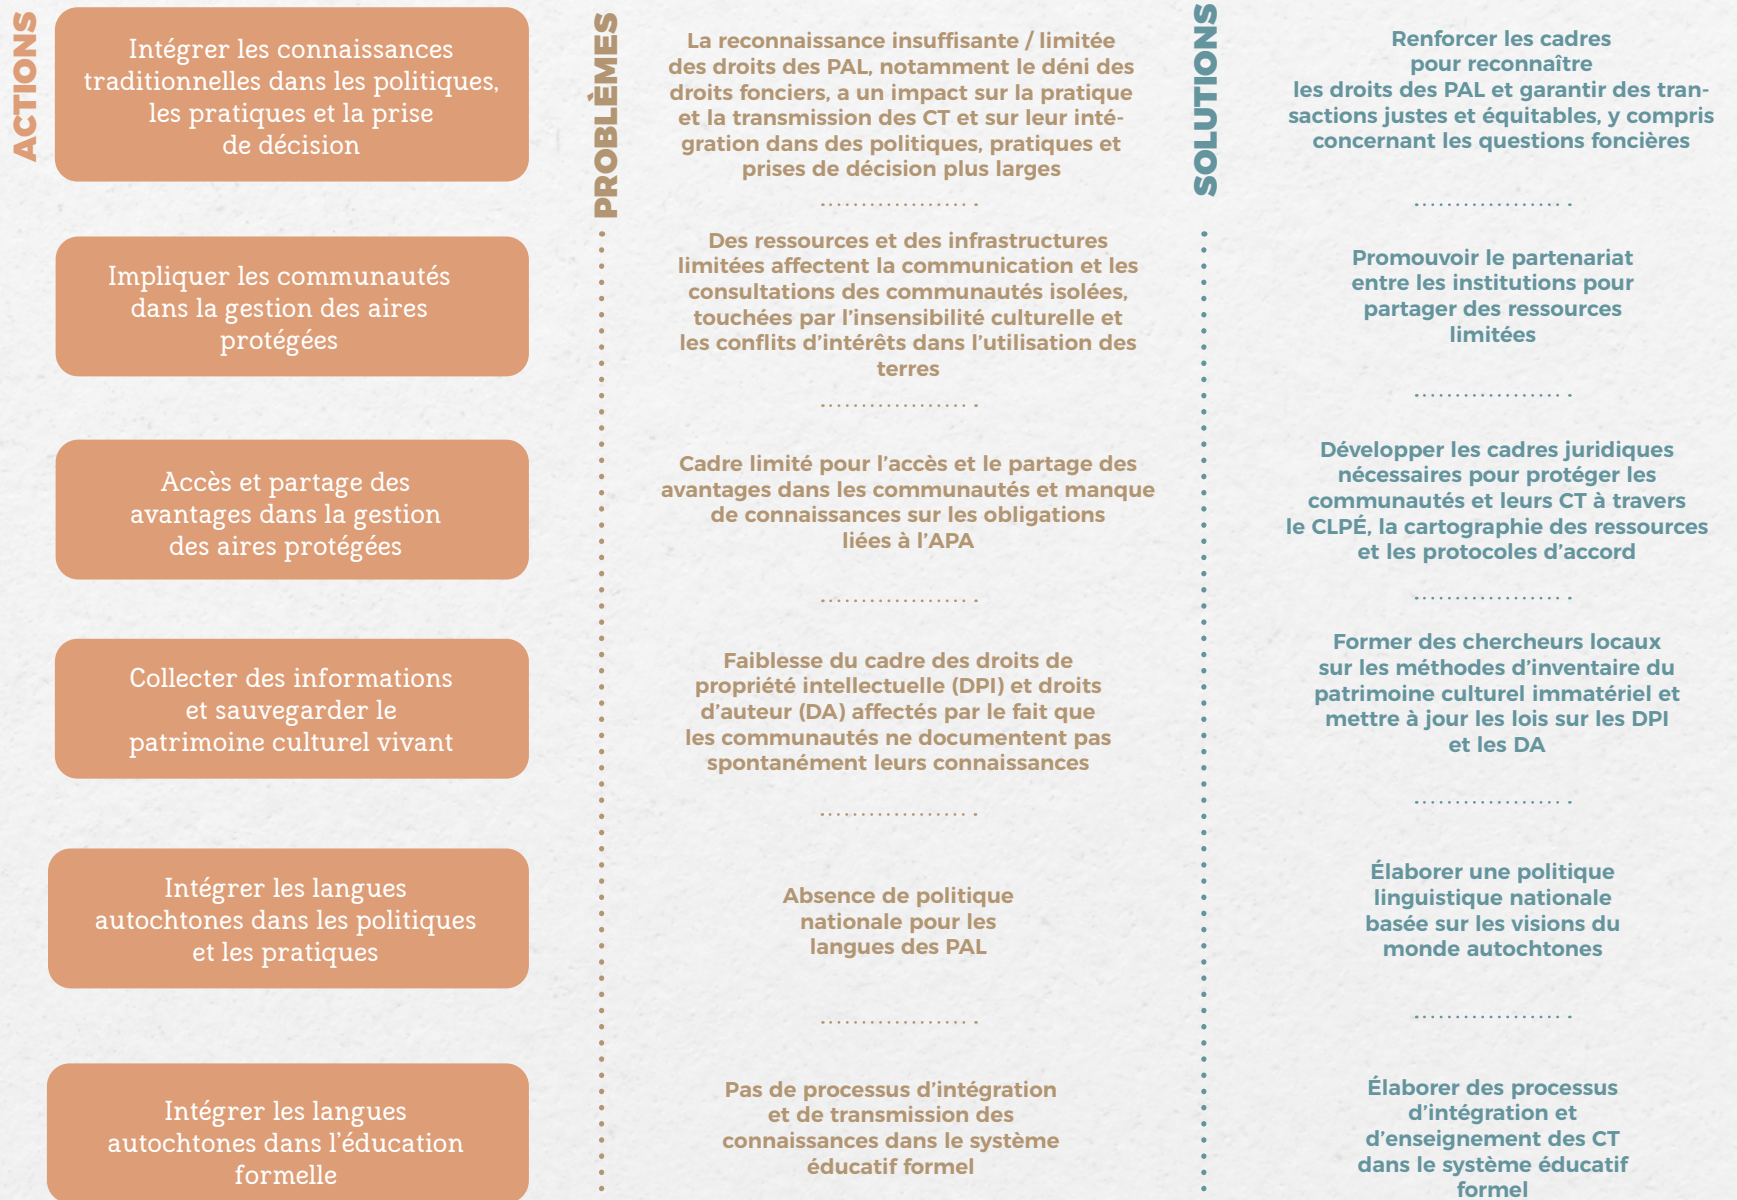 ACTIONS
Intégrer les connaissances
traditionnelles dans les politiques,
les pratiques et la prise
de décision
PROBLÈMES
La reconnaissance insuffisante / limitée
des droits des PAL, notamment le déni des
droits fonciers, a un impact sur la pratique
et la transmission des CT et sur leur inté-
gration dans des politiques, pratiques et
prises de décision plus larges
SOLUTIONS
Renforcer les cadres
pour reconnaître
les droits des PAL et garantir des tran-
sactions justes et équitables, y compris
concernant les questions foncières
Impliquer les communautés
dans la gestion des aires
protégées
Des ressources et des infrastructures
limitées affectent la communication et les
consultations des communautés isolées,
touchées par l’insensibilité culturelle et
les conflits d’intérêts dans l’utilisation des
terres
Promouvoir le partenariat
entre les institutions pour
partager des ressources
limitées
Accès et partage des
avantages dans la gestion
des aires protégées
Cadre limité pour l’accès et le partage des
avantages dans les communautés et manque
de connaissances sur les obligations
liées à l’APA
Développer les cadres juridiques
nécessaires pour protéger les
communautés et leurs CT à travers
le CLPÉ, la cartographie des ressources
et les protocoles d’accord
Collecter des informations
et sauvegarder le
patrimoine culturel vivant
Faiblesse du cadre des droits de
propriété intellectuelle (DPI) et droits
d’auteur (DA) affectés par le fait que
les communautés ne documentent pas
spontanément leurs connaissances
Former des chercheurs locaux
sur les méthodes d’inventaire du
patrimoine culturel immatériel et
mettre à jour les lois sur les DPI
et les DA
Intégrer les langues
autochtones dans les politiques
et les pratiques
Absence de politique
nationale pour les
langues des PAL
Élaborer une politique
linguistique nationale
basée sur les visions du
monde autochtones
Intégrer les langues
autochtones dans l’éducation
formelle
Pas de processus d’intégration
et de transmission des
connaissances dans le système
éducatif formel
Élaborer des processus
d’intégration et
d’enseignement des CT
dans le système éducatif
formel